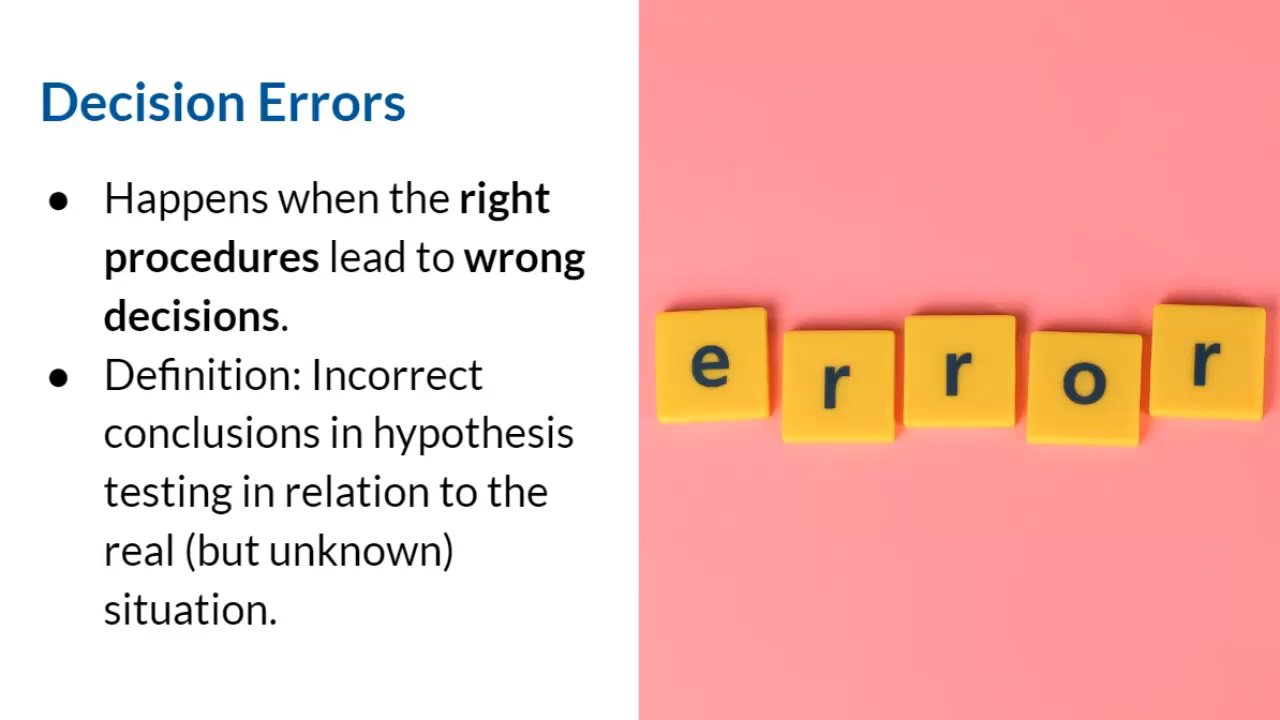 Decision Errors
● Happens when the right
procedures lead to wrong
decisions.
● Definition: Incorrect
conclusions in hypothesis
testing in relation to the
real (but unknown)
situation.
e r r o r